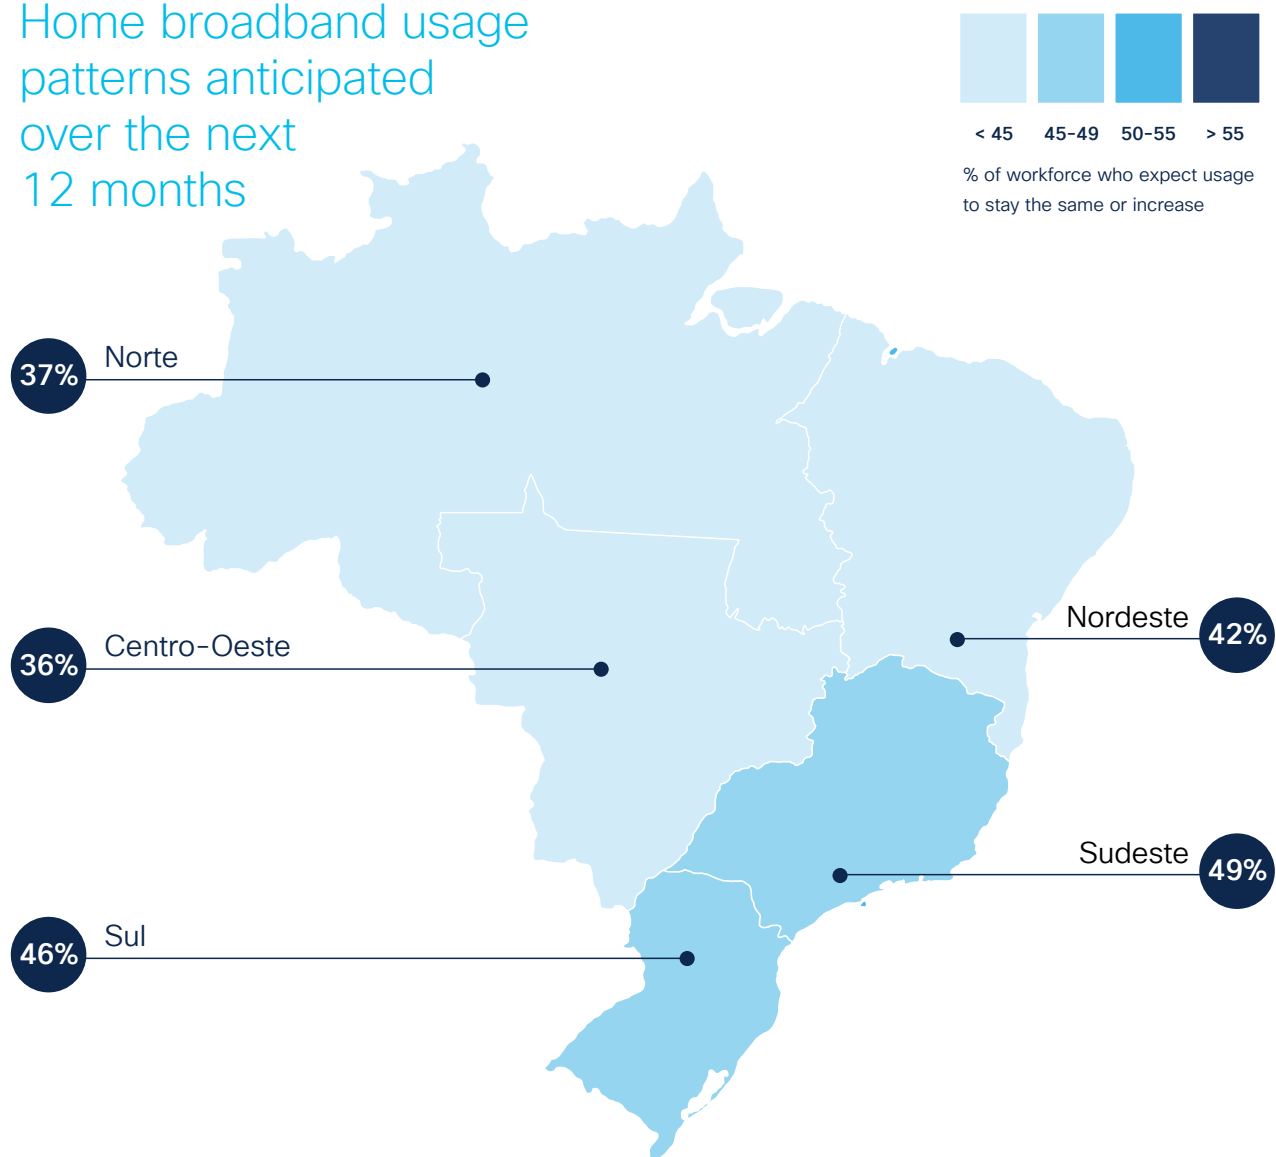 Home broadband usage
patterns anticipated
over the next
12 months
< 45 45-49 50-55 > 55
% of workforce who expect usage
to stay the same or increase
37% Norte
36% Centro-Oeste
Nordeste 42%
Sudeste 49%
46% Sul